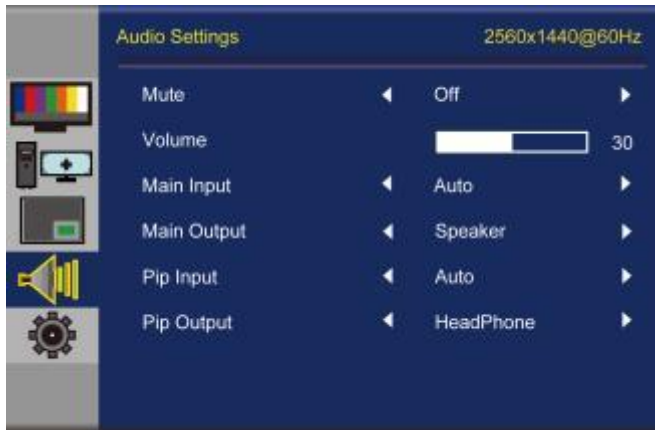 Audio Settings 2560x1440@60Hz
Mute Off
Volume 30
Main Input Auto
Main Output Speaker
Pip Input Auto
Pip Output HeadPhone